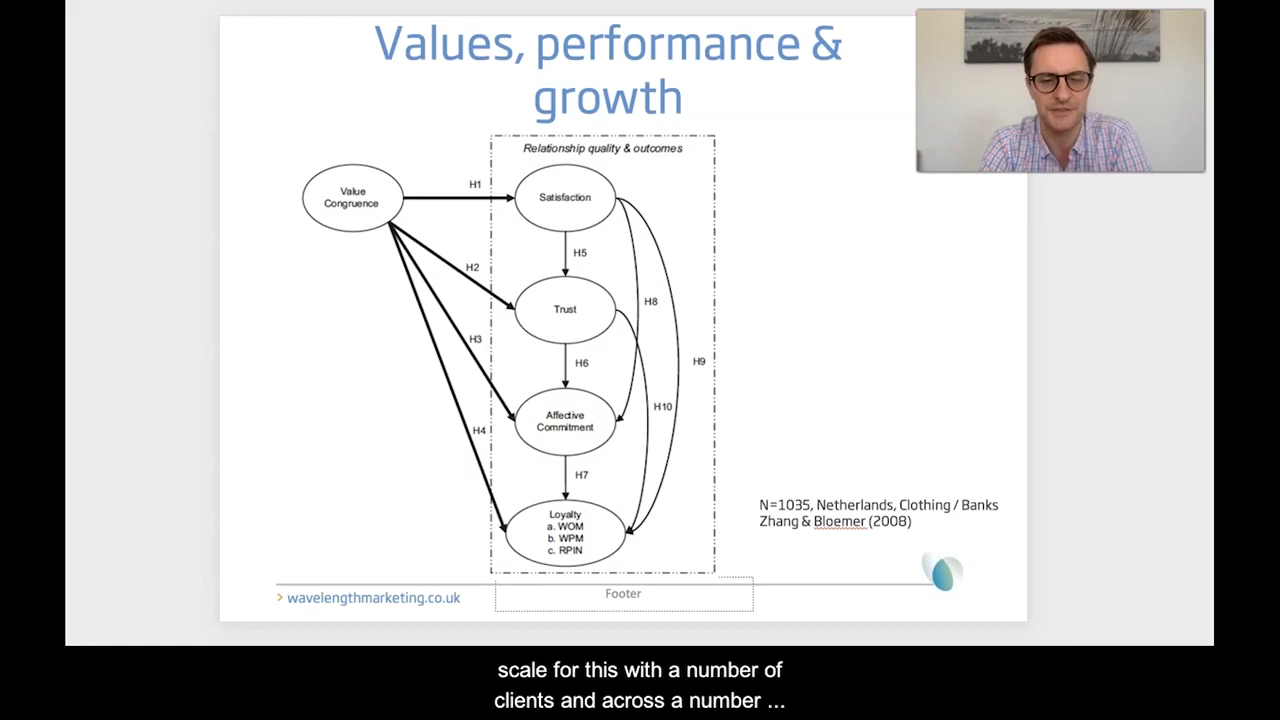 Values, performance &
growth
Relationship quality & outcomes
Value
Congruence
H1
Satisfaction
H5
H2
Trust
H8
H3
H6
H9
H10
Affective
Commitment
H4
H7
Loyalty
a. WOM
b. WPM
c. RPIN
N=1035, Netherlands, Clothing / Banks
Zhang & Bloemer (2008)
> wavelengthmarketing.co.uk
Footer
scale for this with a number of
clients and across a number ...